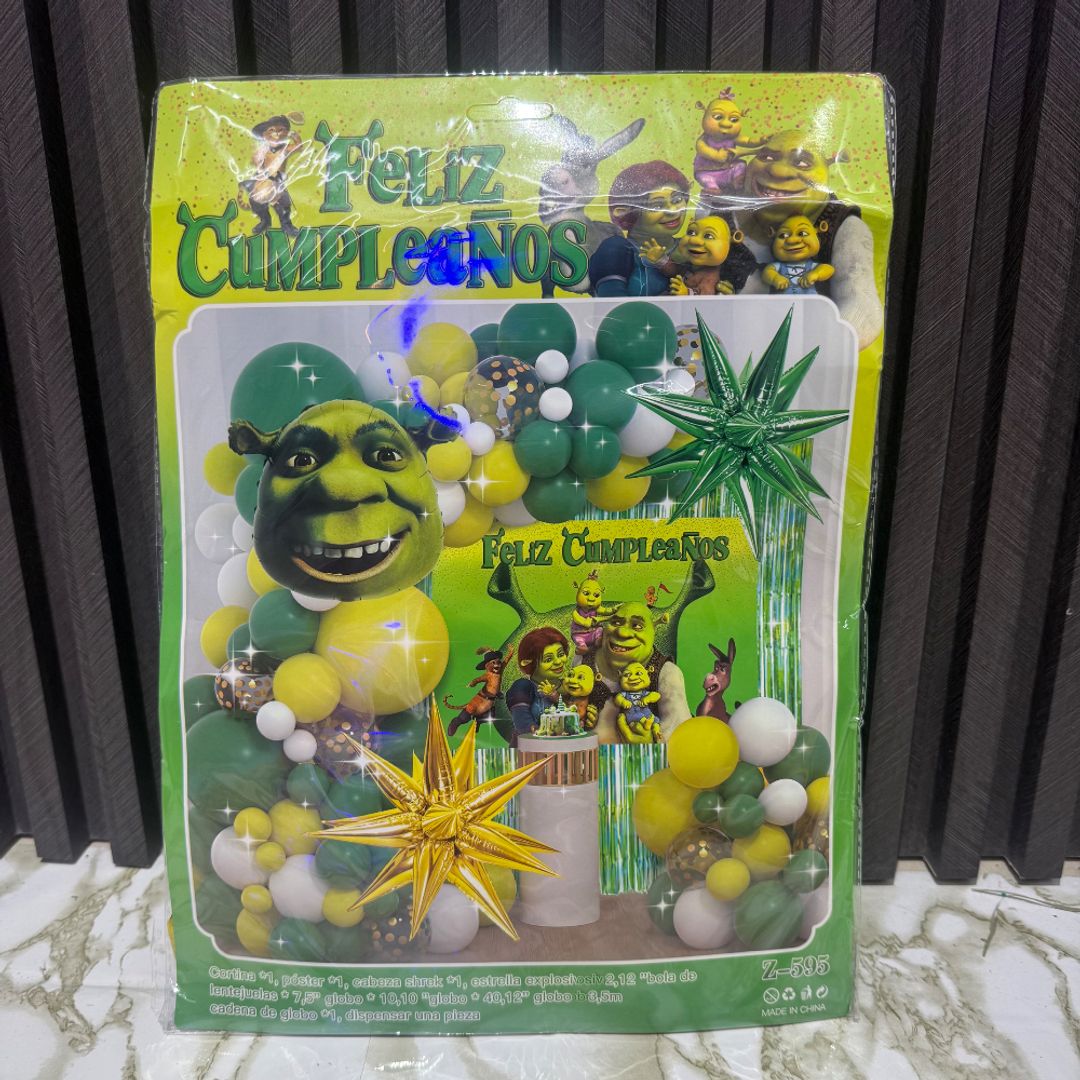 Feliz
Cumpleaños
Feliz Cumpleaños
Cortina *1, póster *1, cabeza shrek *1, estrella explosivosiv2,12 "bola de
lentejuelas * 7,5" globo * 10,10 "globo * 40,12" globo 3,5m
cadena de globo *1, dispensar una pieza
Z-595
MADE IN CHINA